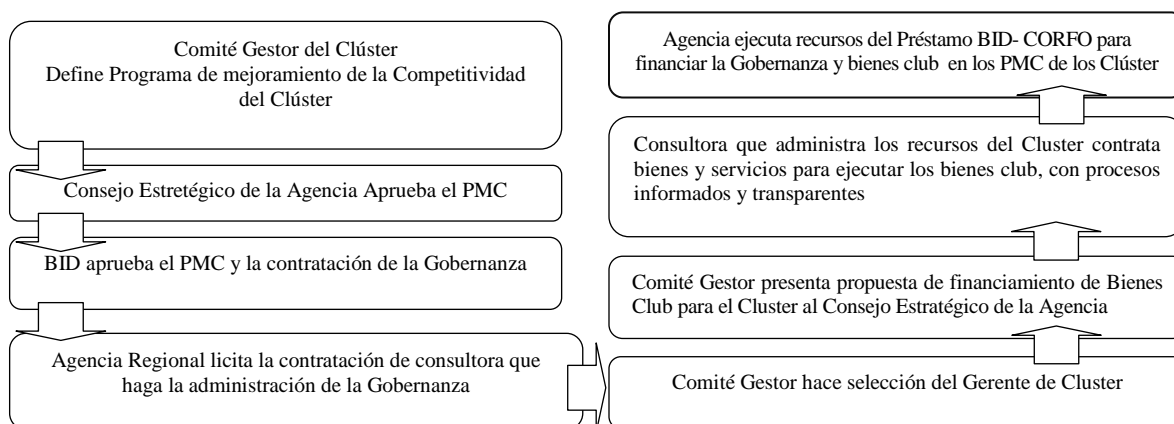 Comité Gestor del Clúster
Define Programa de mejoramiento de la Competitividad
del Clúster
Consejo Estretégico de la Agencia Aprueba el PMC
BID aprueba el PMC y la contratación de la Gobernanza
Agencia Regional licita la contratación de consultora que
haga la administración de la Gobernanza
Comité Gestor hace selección del Gerente de Cluster
Comité Gestor presenta propuesta de financiamiento de Bienes
Club para el Cluster al Consejo Estratégico de la Agencia
Consultora que administra los recursos del Cluster contrata
bienes y servicios para ejecutar los bienes club, con procesos
informados y transparentes
Agencia ejecuta recursos del Préstamo BID- CORFO para
financiar la Gobernanza y bienes club en los PMC de los Clúster